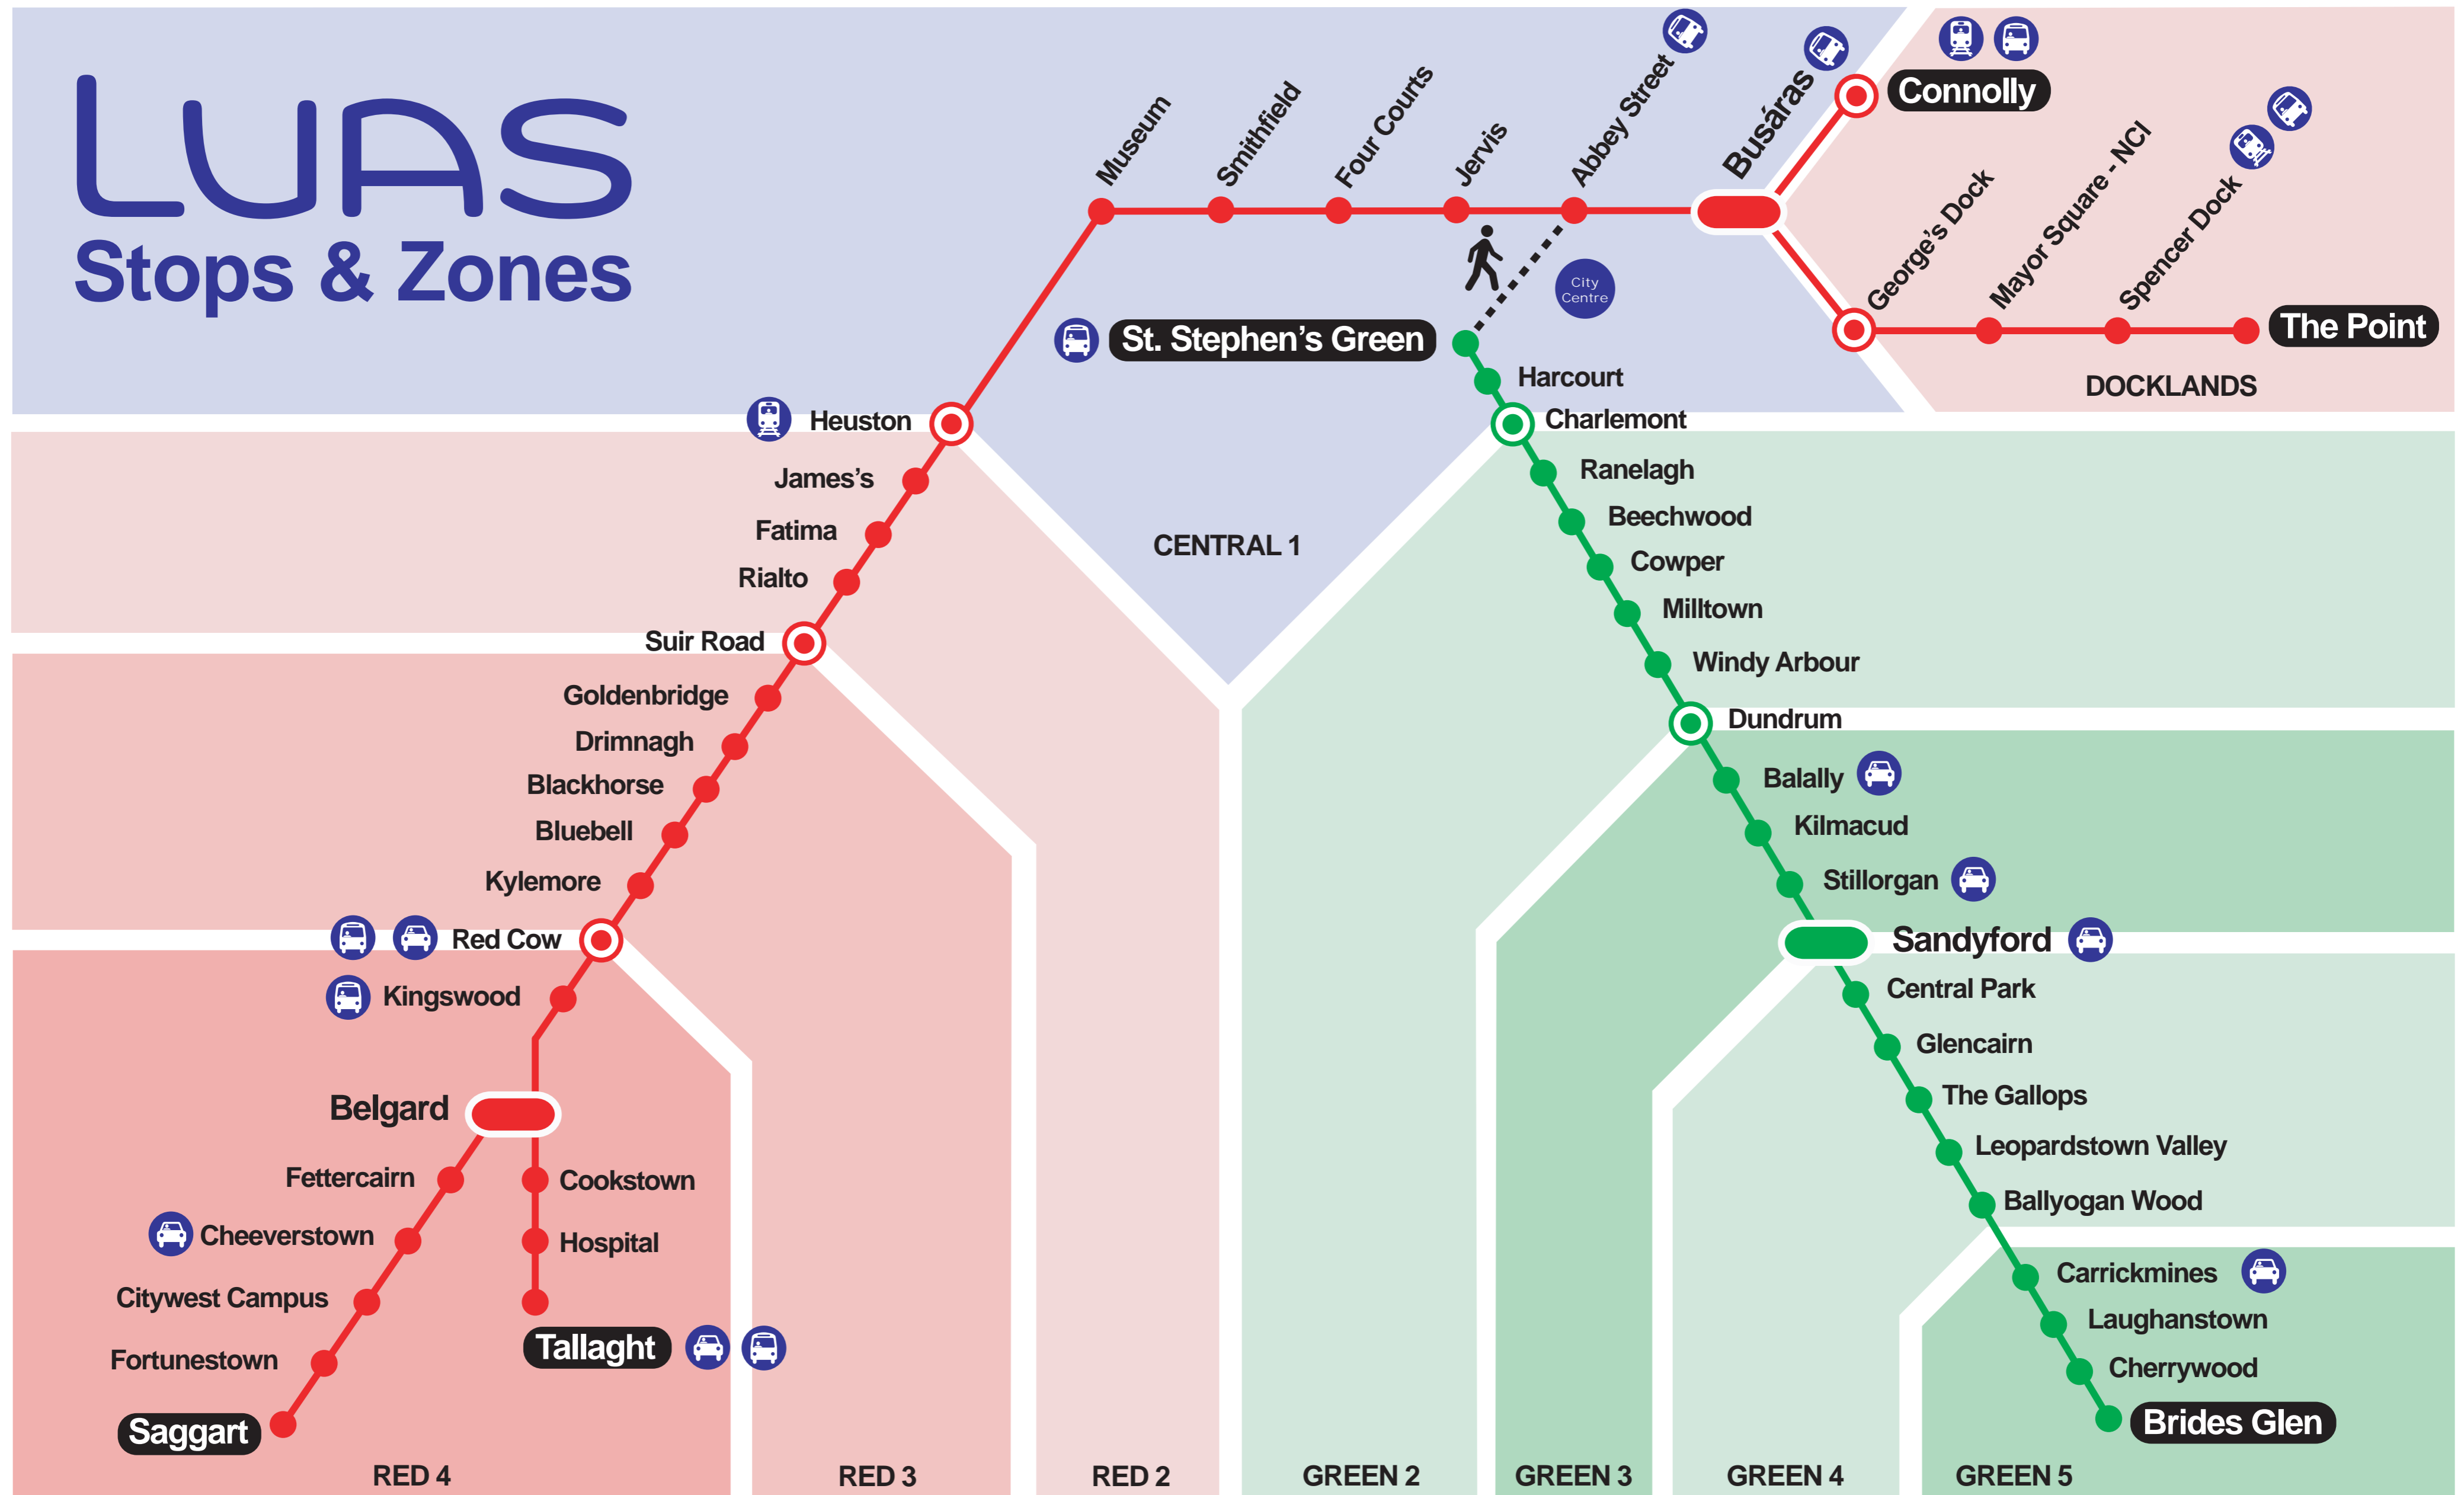 LUAS
Stops & Zones
Museum
Smithfield
Four Courts
Jervis
Abbey Street
Busáras
Connolly
George's Dock
Mayor Square - NCI
Spencer Dock
The Point
DOCKLANDS
City
Centre
St. Stephen's Green
Harcourt
Charlemont
Ranelagh
Beechwood
Cowper
Milltown
Windy Arbour
Dundrum
Balally
Kilmacud
Stillorgan
Sandyford
Central Park
Glencairn
The Gallops
Leopardstown Valley
Ballyogan Wood
Carrickmines
Laughanstown
Cherrywood
Brides Glen
CENTRAL 1
Heuston
James's
Fatima
Rialto
Suir Road
Goldenbridge
Drimnagh
Blackhorse
Bluebell
Kylemore
Red Cow
Kingswood
Belgard
Fettercairn
Cheeverstown
Citywest Campus
Fortunestown
Saggart
Cookstown
Hospital
Tallaght
RED 4
RED 3
RED 2
GREEN 2
GREEN 3
GREEN 4
GREEN 5